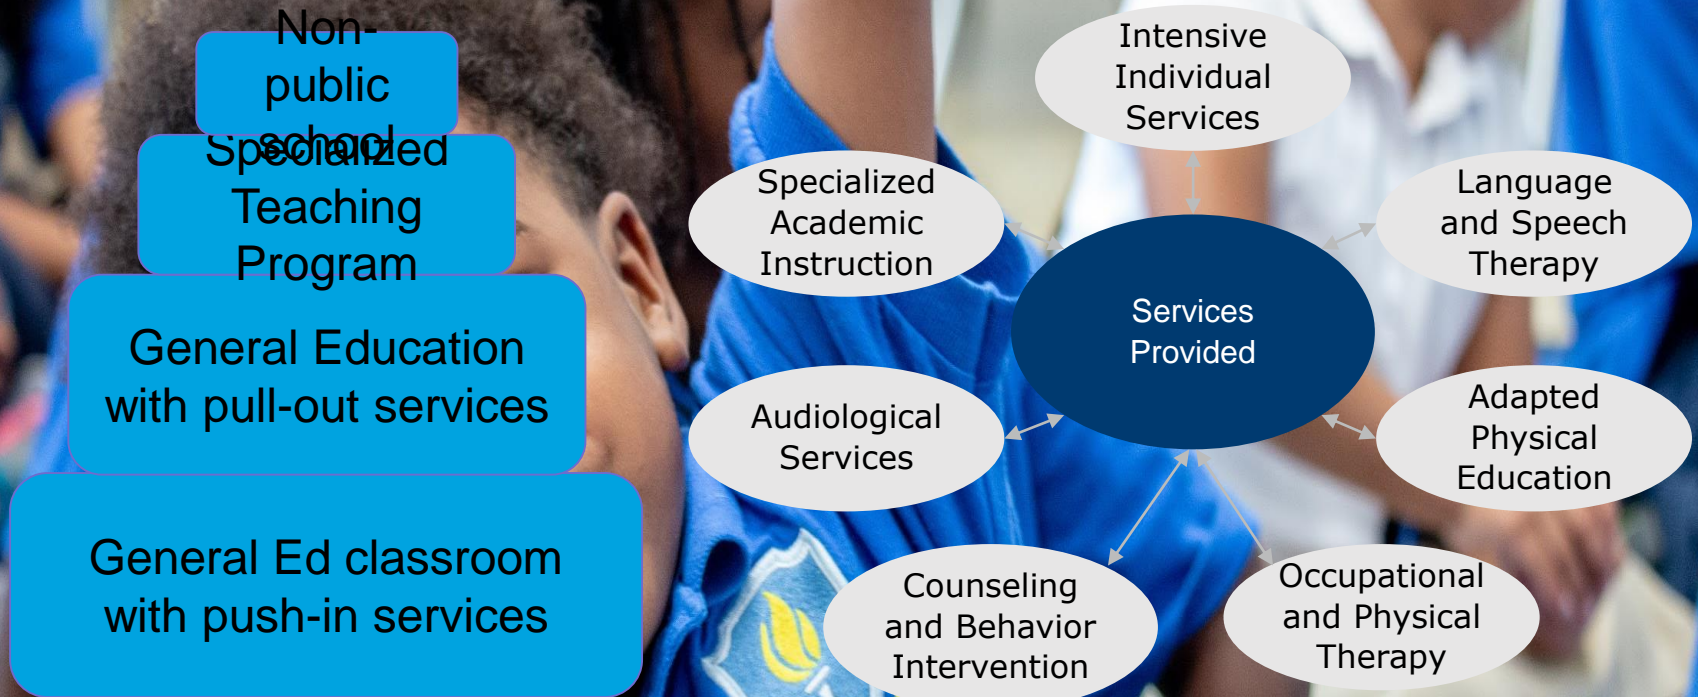 Non-
public
school
Specialized
Teaching
Program
General Education
with pull-out services
General Ed classroom
with push-in services
Intensive
Individual
Services
Specialized
Academic
Instruction
Language
and Speech
Therapy
Services
Provided
Audiological
Services
Adapted
Physical
Education
Counseling
and Behavior
Intervention
Occupational
and Physical
Therapy